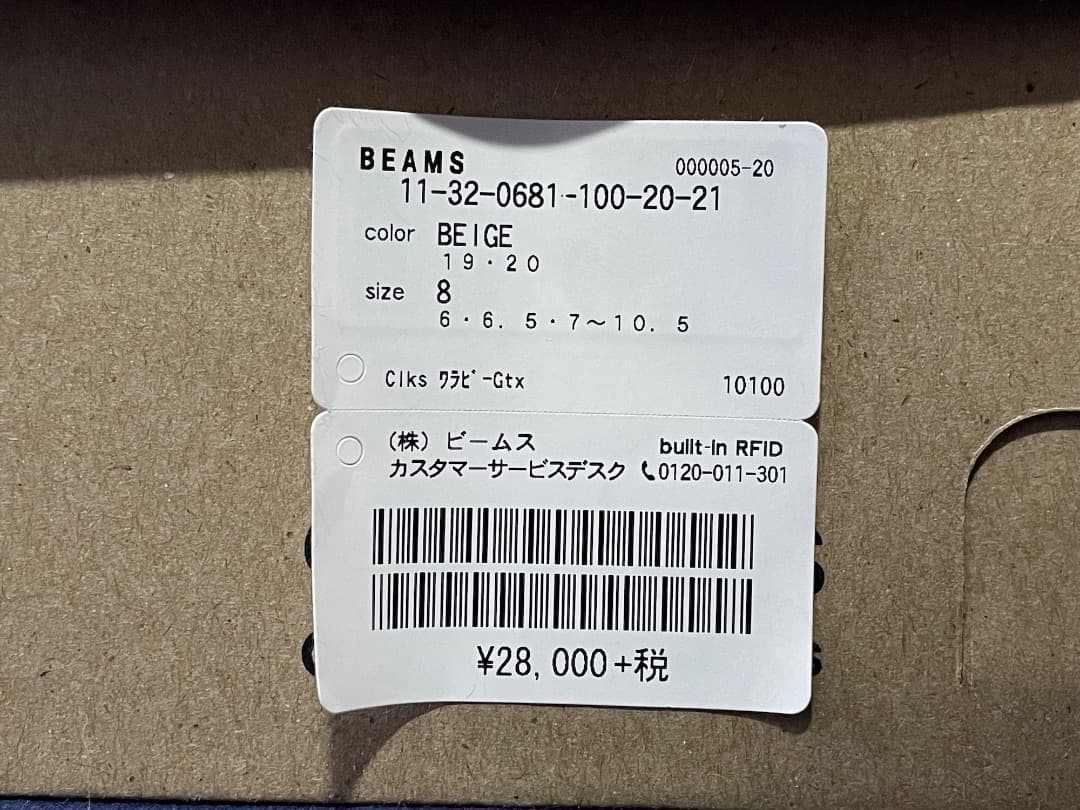 BEAMS
000005-20
11-32-0681-100-20-21
color BEIGE
19・20
size 8
6・6. 5・7〜10. 5
Clks ﾜﾗﾋﾞｰGtx 10100
(株) ビームス built-in RFID
カスタマーサービスデスク 📞0120-011-301
¥28,000+税